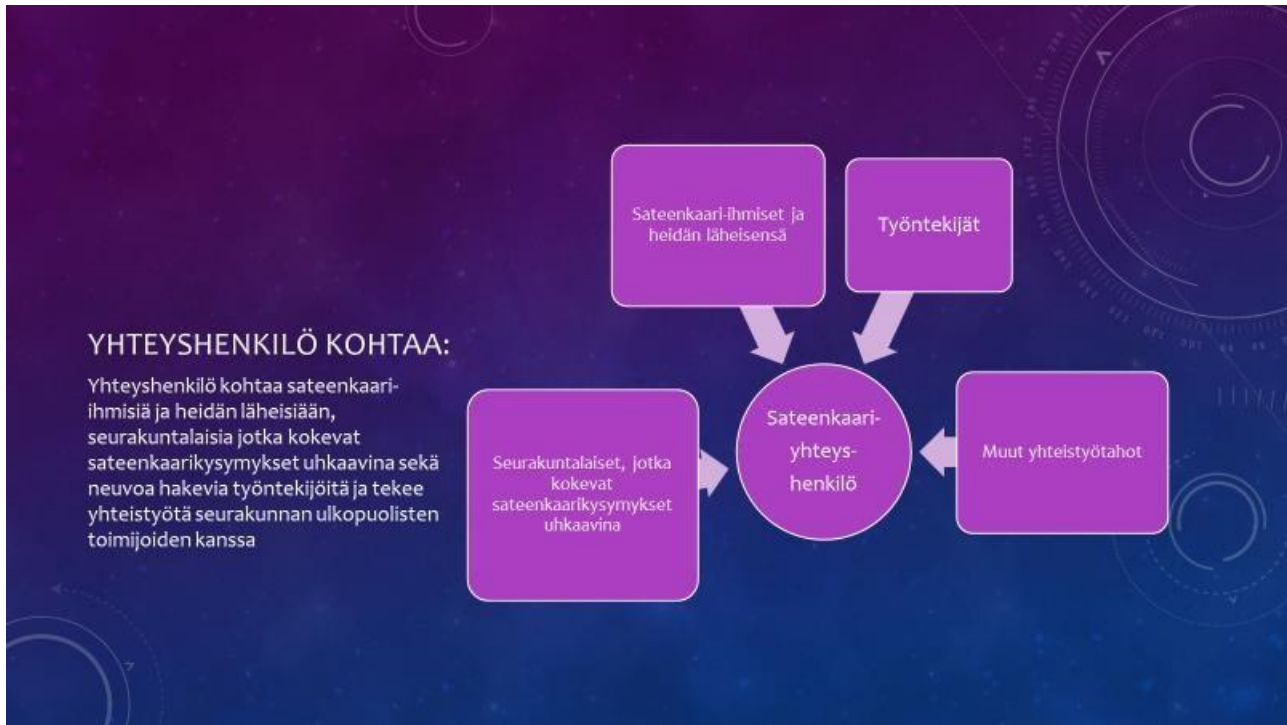 YHTEYSHENKILÖ KOHTAA:
Yhteyshenkilö kohtaa sateenkaari-
ihmisiä ja heidän läheisiään,
seurakuntalaisia jotka kokevat
sateenkaarikysymykset uhkaavina sekä
neuvoa hakevia työntekijöitä ja tekee
yhteistyötä seurakunnan ulkopuolisten
toimijoiden kanssa
Seurakuntalaiset, jotka
kokevat
sateenkaarikysymykset
uhkaavina
Sateenkaari-ihmiset ja
heidän läheisensä
Työntekijät
Sateenkaari-
yhteys-
henkilö
Muut yhteistyötahot